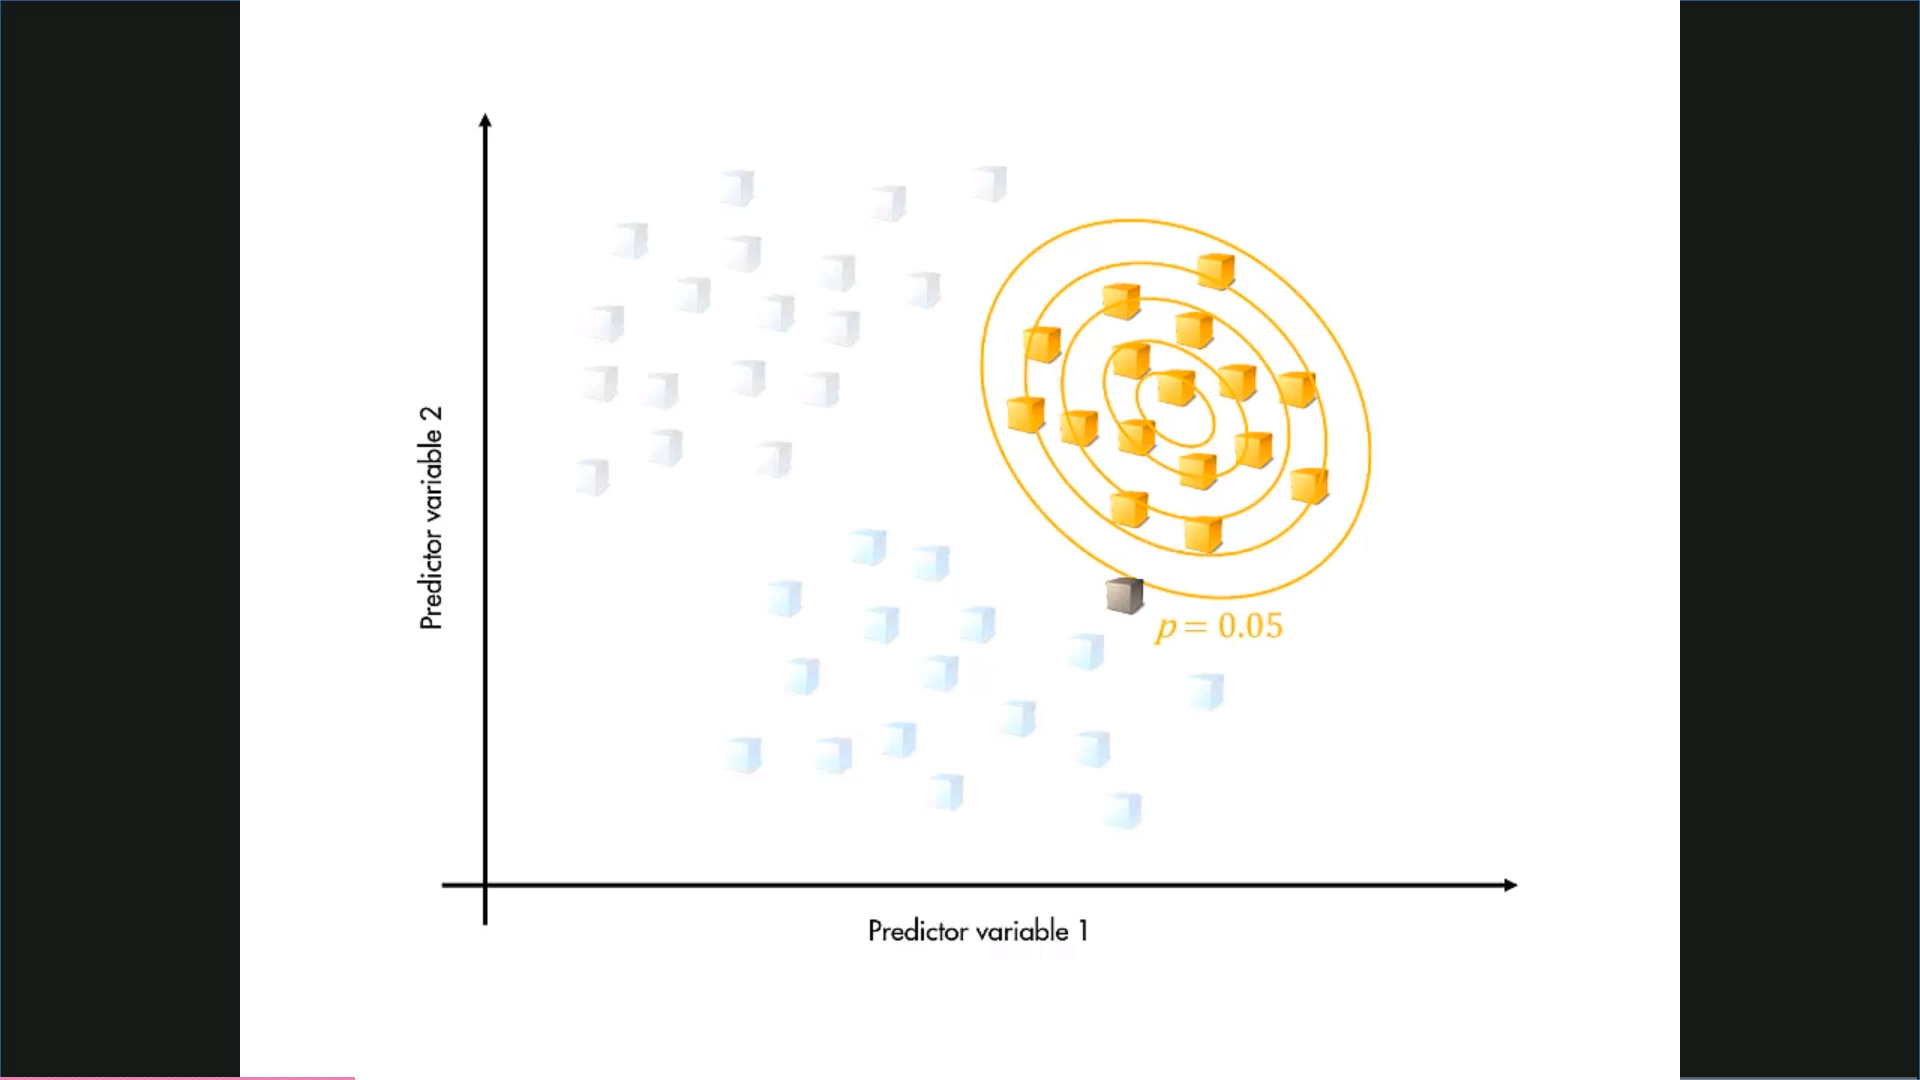 Predictor variable 2
p = 0.05
Predictor variable 1